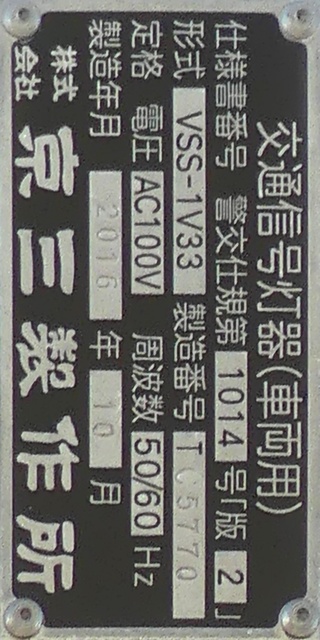 交通信号灯器(車両用)
仕様書番号 警交仕規第 1014 号「版 2」
形式 VSS-1V33 製造番号 T C5770
定格 電圧 AC100V 周波数 50/60 Hz
製造年月 2016 年 10 月
株式会社 京三製作所